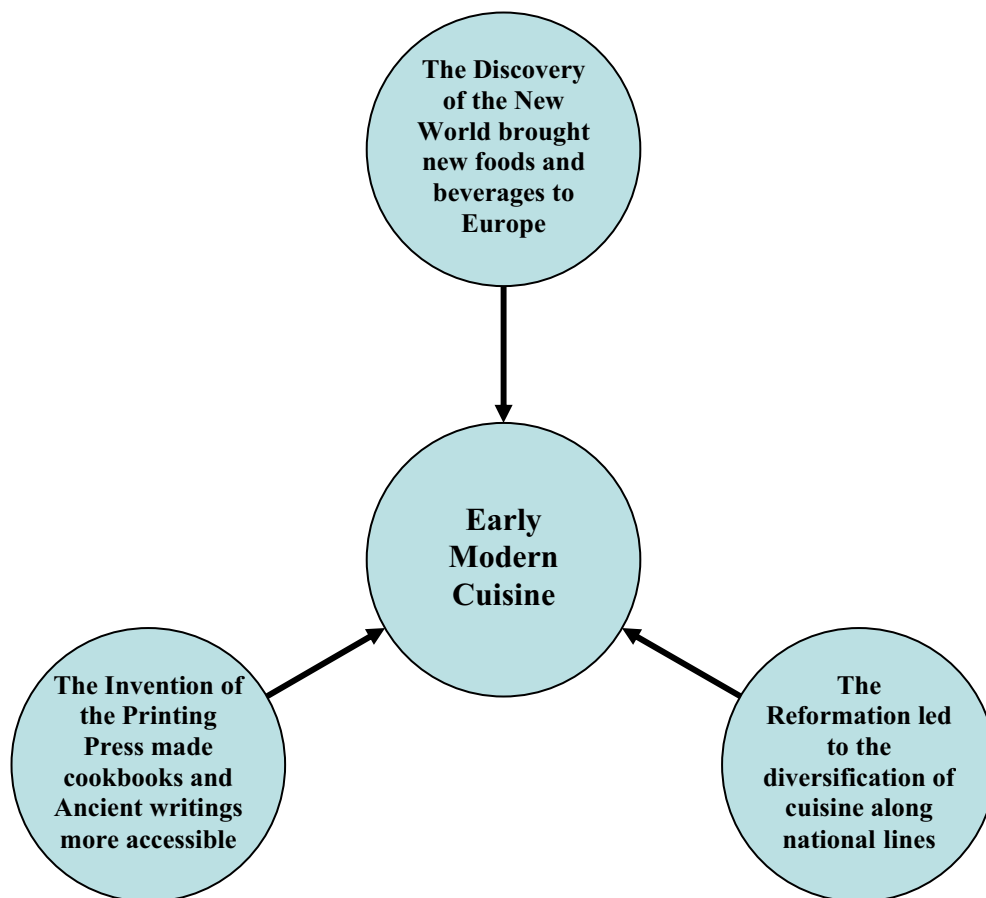 The Discovery
of the New
World brought
new foods and
beverages to
Europe
Early
Modern
Cuisine
The Invention of
the Printing
Press made
cookbooks and
Ancient writings
more accessible
The
Reformation led
to the
diversification of
cuisine along
national lines